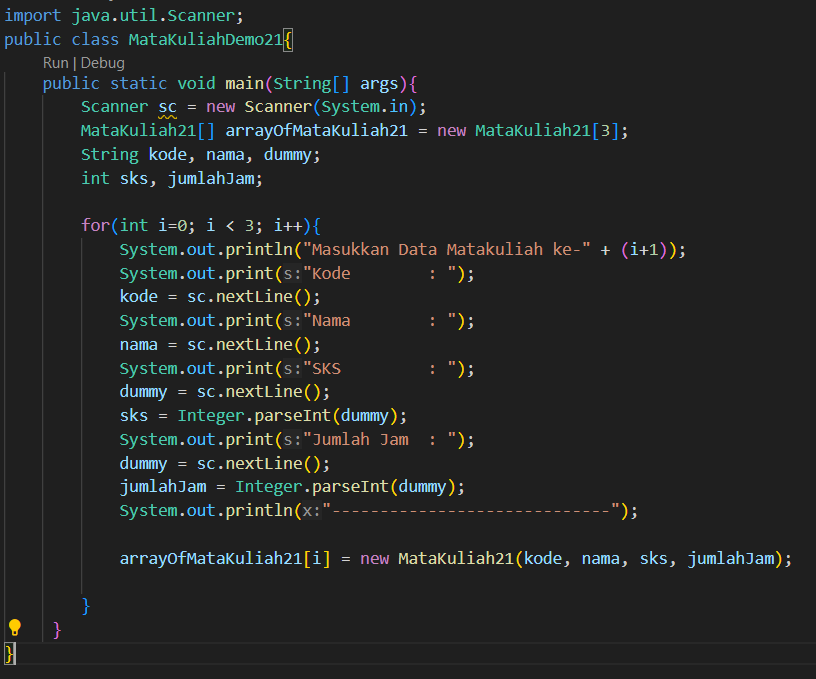 import java.util.Scanner;
public class MataKuliahDemo21{
Run | Debug
public static void main(String[] args){
Scanner sc = new Scanner(System.in);
MataKuliah21[] arrayOfMataKuliah21 = new MataKuliah21[3];
String kode, nama, dummy;
int sks, jumlahJam;
for(int i=0; i < 3; i++){
System.out.println("Masukkan Data Matakuliah ke-" + (i+1));
System.out.print(s:"Kode        : ");
kode = sc.nextLine();
System.out.print(s:"Nama        : ");
nama = sc.nextLine();
System.out.print(s:"SKS         : ");
dummy = sc.nextLine();
sks = Integer.parseInt(dummy);
System.out.print(s:"Jumlah Jam  : ");
dummy = sc.nextLine();
jumlahJam = Integer.parseInt(dummy);
System.out.println(x:"-----------------------------");
arrayOfMataKuliah21[i] = new MataKuliah21(kode, nama, sks, jumlahJam);
}
}
}